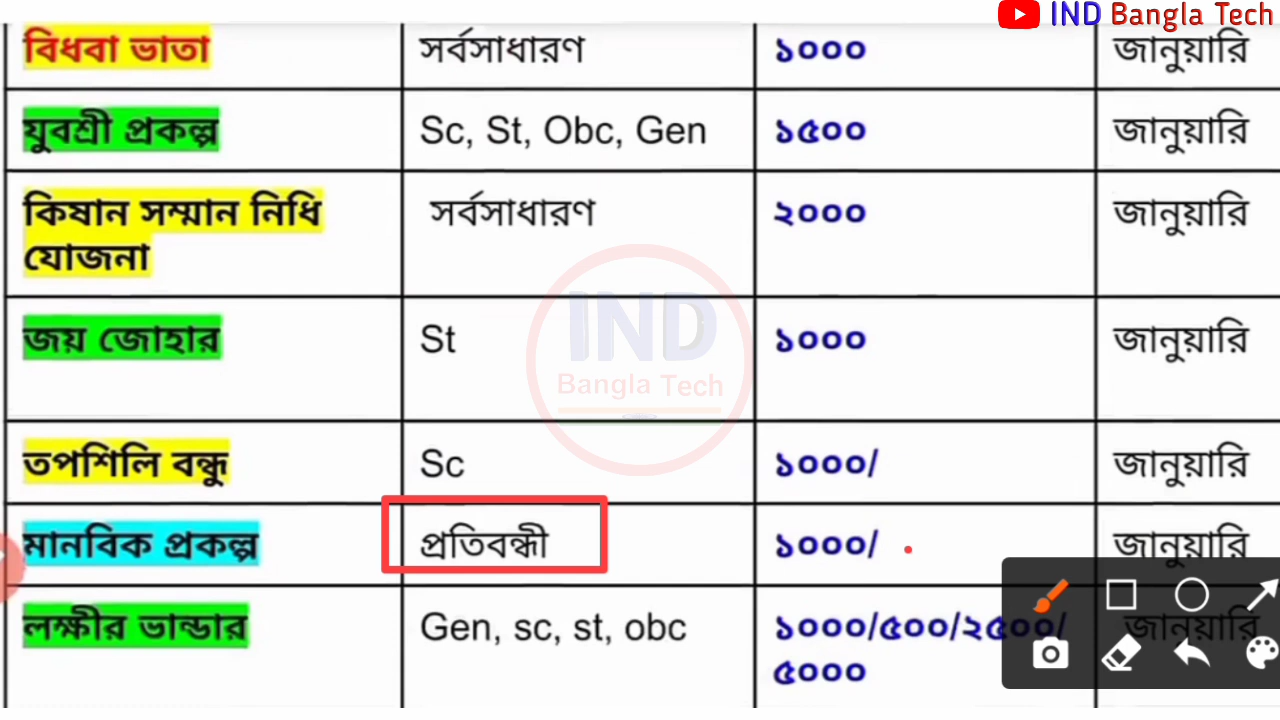 IND Bangla Tech
বিধবা ভাতা সর্বসাধারণ ১০০০ জানুয়ারি
যুবশ্রী প্রকল্প Sc, St, Obc, Gen ১৫০০ জানুয়ারি
কিষান সম্মান নিধি সর্বসাধারণ ২০০০ জানুয়ারি
যোজনা
IND
Bangla Tech
জয় জোহার St ১০০০ জানুয়ারি
তপশিলি বন্ধু Sc ১০০০/ জানুয়ারি
মানবিক প্রকল্প প্রতিবন্ধী ১০০০/ জানুয়ারি
লক্ষীর ভান্ডার Gen, sc, st, obc ১০০০/৫০০/২৫০০/ জানুয়ারি
৫০০০